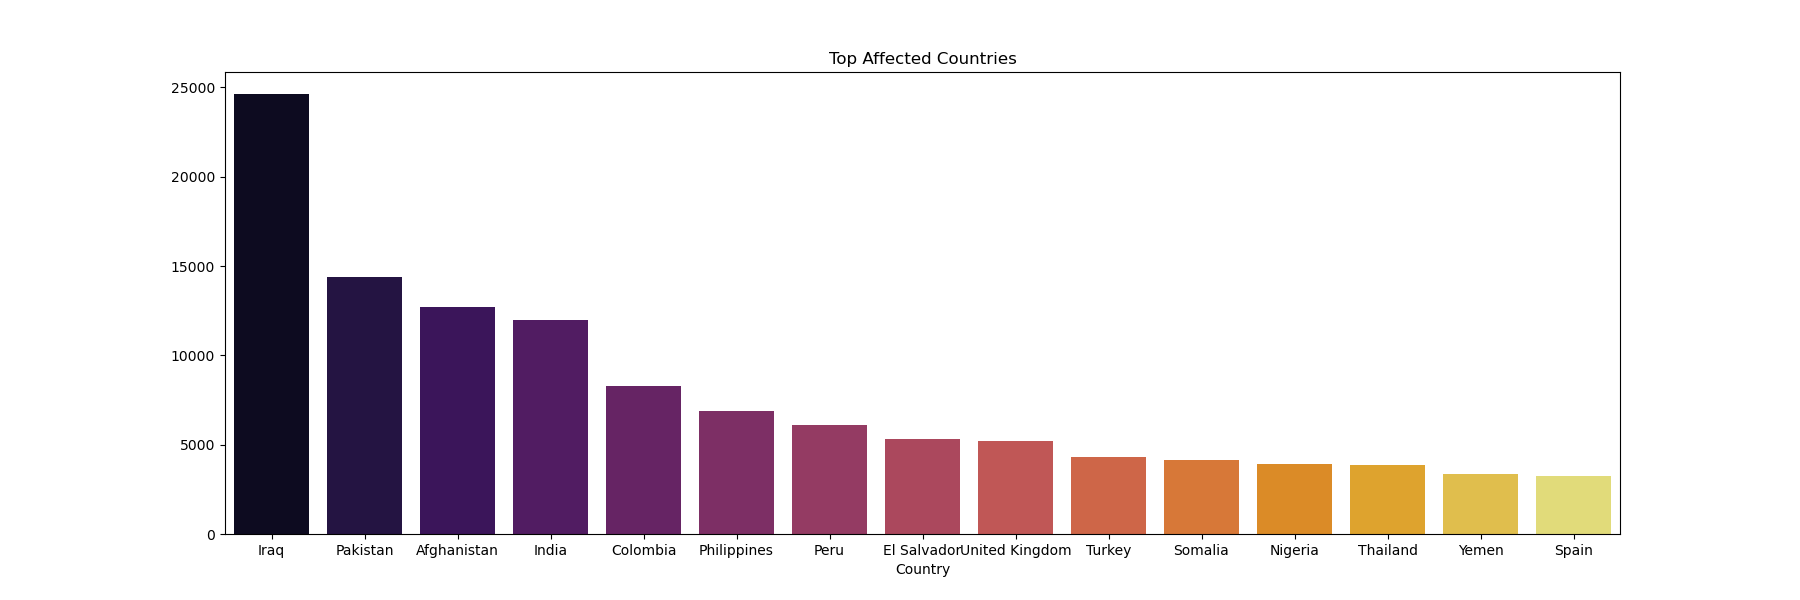 Top Affected Countries
25000
20000
15000
10000
5000
0
Iraq Pakistan Afghanistan India Colombia Philippines Peru El Salvador United Kingdom Turkey Somalia Nigeria Thailand Yemen Spain
Country